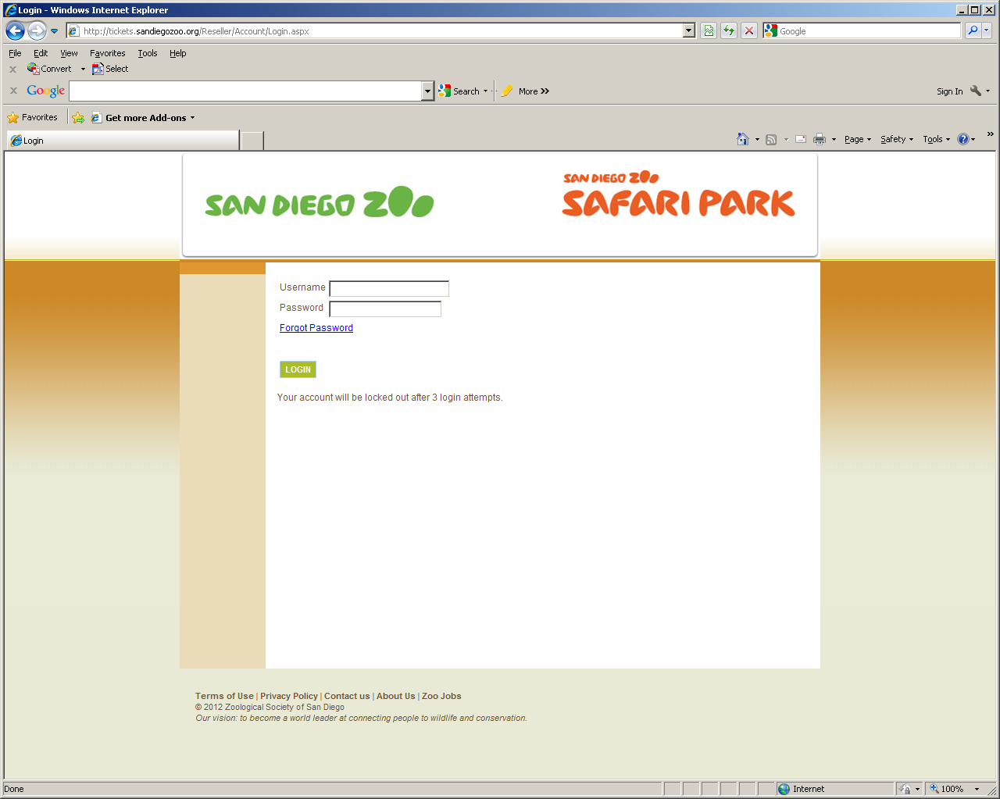 Login - Windows Internet Explorer
http://tickets.sandiegozoo.org/Reseller/Account/Login.aspx
Google
File Edit View Favorites Tools Help
x Convert Select
x Google Search More >> Sign In
Favorites Get more Add-ons
Login Page Safety Tools >>
SAN DIEGO ZOO
SAN DIEGO ZOO
SAFARI PARK
Username
Password
Forgot Password
LOGIN
Your account will be locked out after 3 login attempts.
Terms of Use | Privacy Policy | Contact us | About Us | Zoo Jobs
© 2012 Zoological Society of San Diego
Our vision: to become a world leader at connecting people to wildlife and conservation.
Done Internet 100%